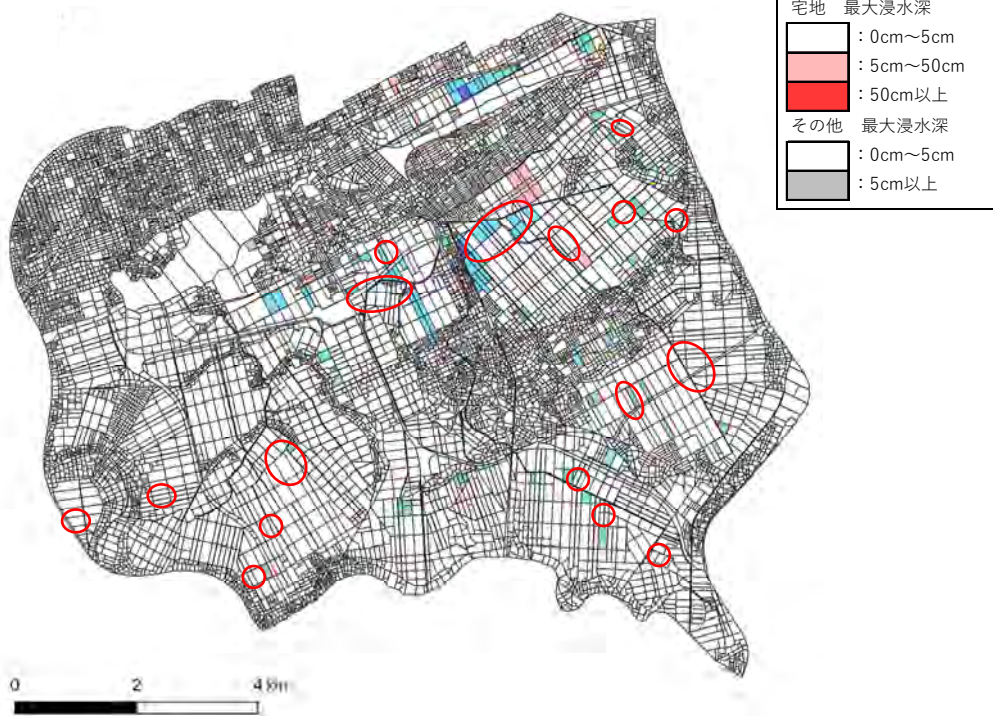 宅地 最大浸水深
：0cm～5cm
：5cm～50cm
：50cm以上
その他 最大浸水深
：0cm～5cm
：5cm以上
0 2 4 km